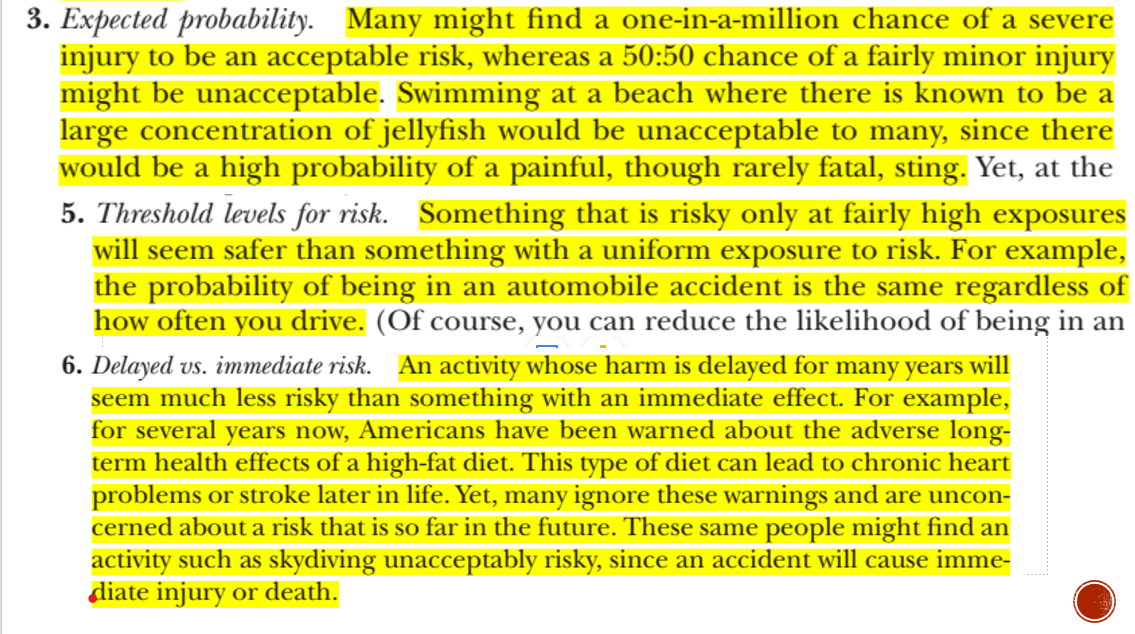 3. Expected probability. Many might find a one-in-a-million chance of a severe
injury to be an acceptable risk, whereas a 50:50 chance of a fairly minor injury
might be unacceptable. Swimming at a beach where there is known to be a
large concentration of jellyfish would be unacceptable to many, since there
would be a high probability of a painful, though rarely fatal, sting. Yet, at the
5. Threshold levels for risk. Something that is risky only at fairly high exposures
will seem safer than something with a uniform exposure to risk. For example,
the probability of being in an automobile accident is the same regardless of
how often you drive. (Of course, you can reduce the likelihood of being in an
6. Delayed vs. immediate risk. An activity whose harm is delayed for many years will
seem much less risky than something with an immediate effect. For example,
for several years now, Americans have been warned about the adverse long-
term health effects of a high-fat diet. This type of diet can lead to chronic heart
problems or stroke later in life. Yet, many ignore these warnings and are uncon-
cerned about a risk that is so far in the future. These same people might find an
activity such as skydiving unacceptably risky, since an accident will cause imme-
diate injury or death.